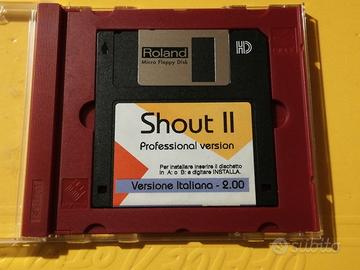 Roland
Micro Floppy Disk
HD
Shout II
Professional version
Per installare inserire il dischetto
in A: o B: e digitare INSTALLA.
Versione Italiana - 2.00
subito